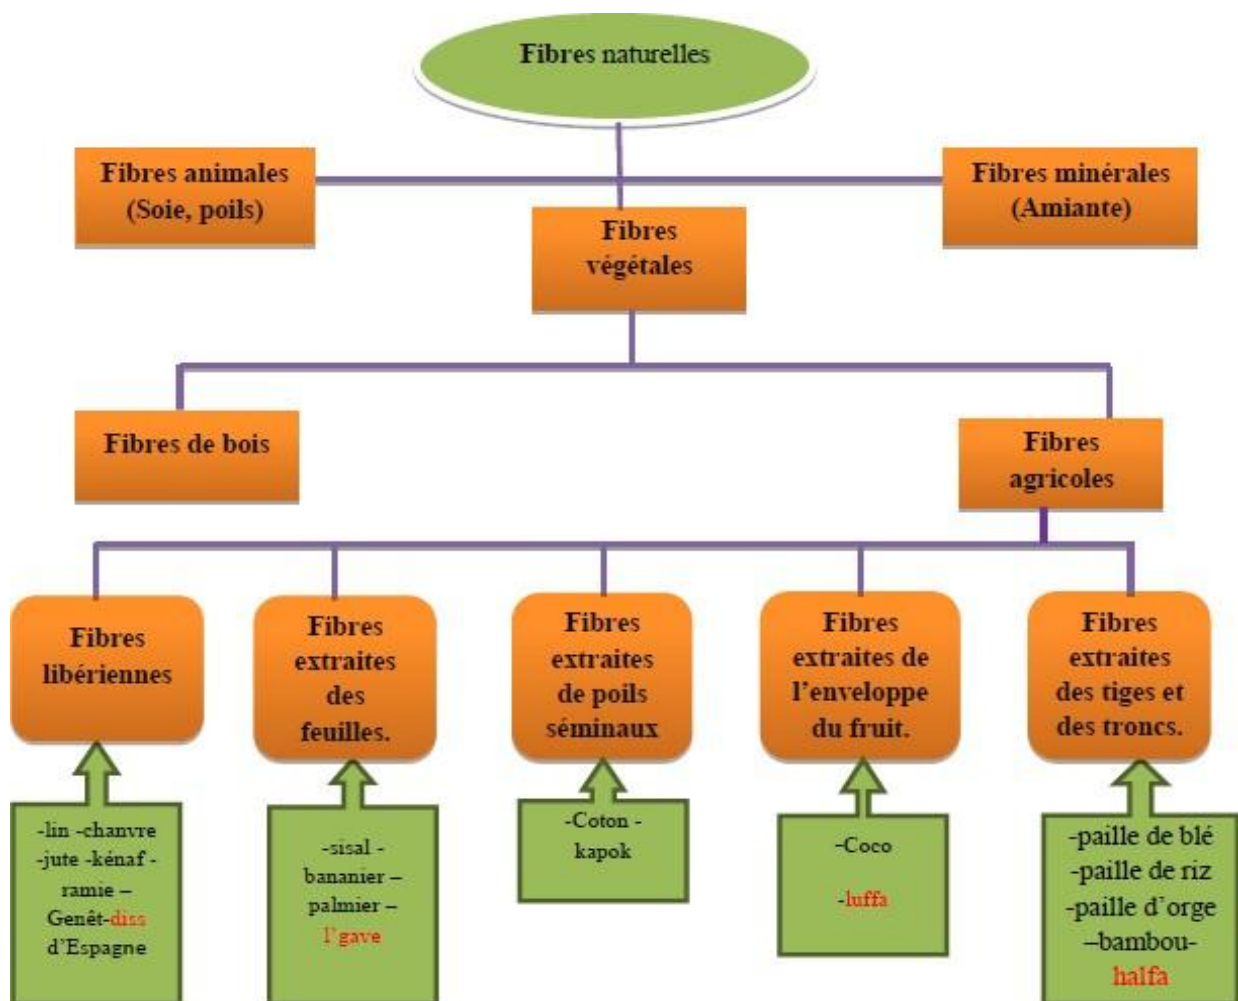 Fibres naturelles
Fibres animales
(Soie, poils)
Fibres minérales
(Amiante)
Fibres
végétales
Fibres de bois
Fibres
agricoles
Fibres
libériennes
Fibres
extraites
des
feuilles.
Fibres
extraites
de poils
séminaux
Fibres
extraites de
l’enveloppe
du fruit.
Fibres
extraites
des tiges et
des troncs.
-lin -chanvre
-jute -kénaf -
ramie –
Genêt-diss
d’Espagne
-sisal -
bananier –
palmier –
l’gave
-Coton -
kapok
-Coco
-luffa
-paille de blé
-paille de riz
-paille d’orge
–bambou-
halfa